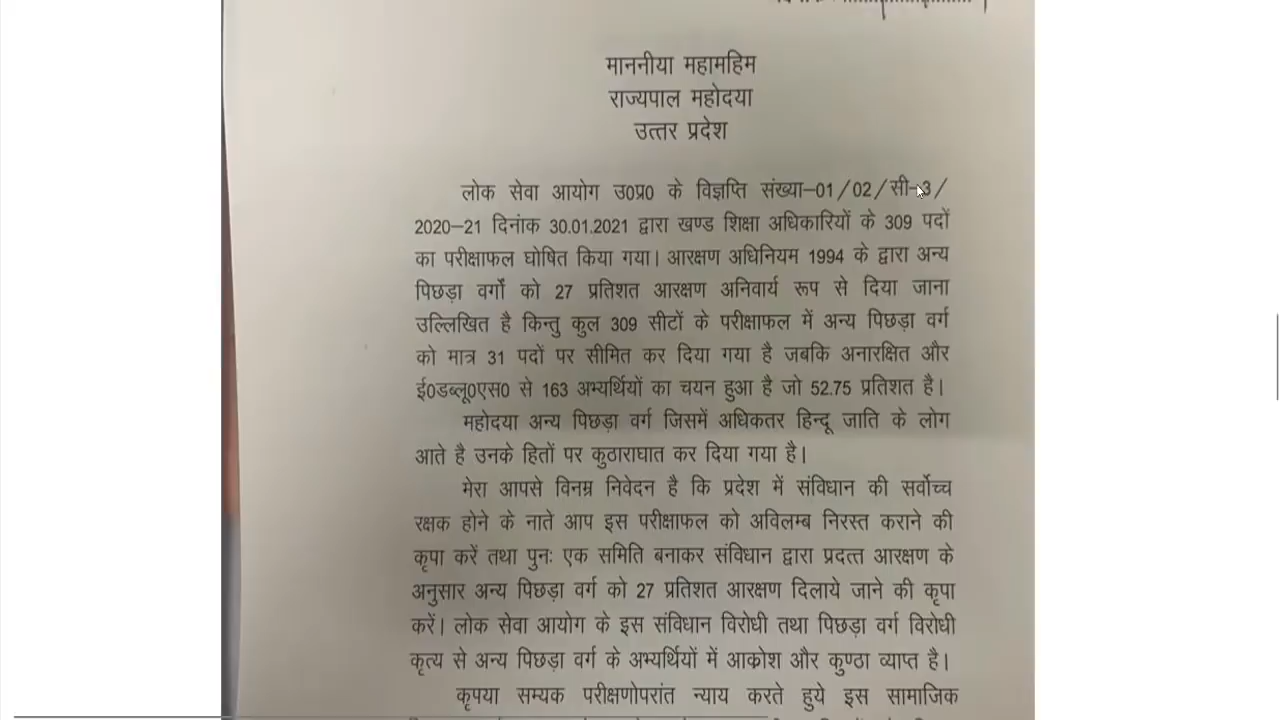 माननीया महामहिम
राज्यपाल महोदया
उत्तर प्रदेश
लोक सेवा आयोग उ0प्र0 के विज्ञप्ति संख्या–01/02/सी–3/
2020–21 दिनांक 30.01.2021 द्वारा खण्ड शिक्षा अधिकारियों के 309 पदों
का परीक्षाफल घोषित किया गया। आरक्षण अधिनियम 1994 के द्वारा अन्य
पिछड़ा वर्गों को 27 प्रतिशत आरक्षण अनिवार्य रूप से दिया जाना
उल्लिखित है किन्तु कुल 309 सीटों के परीक्षाफल में अन्य पिछड़ा वर्ग
को मात्र 31 पदों पर सीमित कर दिया गया है जबकि अनारक्षित और
ई0डब्लू0एस0 से 163 अभ्यर्थियों का चयन हुआ है जो 52.75 प्रतिशत है।
महोदया अन्य पिछड़ा वर्ग जिसमें अधिकतर हिन्दू जाति के लोग
आते है उनके हितों पर कुठाराघात कर दिया गया है।
मेरा आपसे विनम्र निवेदन है कि प्रदेश में संविधान की सर्वोच्च
रक्षक होने के नाते आप इस परीक्षाफल को अविलम्ब निरस्त कराने की
कृपा करें तथा पुनः एक समिति बनाकर संविधान द्वारा प्रदत्त आरक्षण के
अनुसार अन्य पिछड़ा वर्ग को 27 प्रतिशत आरक्षण दिलाये जाने की कृपा
करें। लोक सेवा आयोग के इस संविधान विरोधी तथा पिछड़ा वर्ग विरोधी
कृत्य से अन्य पिछड़ा वर्ग के अभ्यर्थियों में आक्रोश और कुण्ठा व्याप्त है।
कृपया सम्यक परीक्षणोपरांत न्याय करते हुये इस सामाजिक